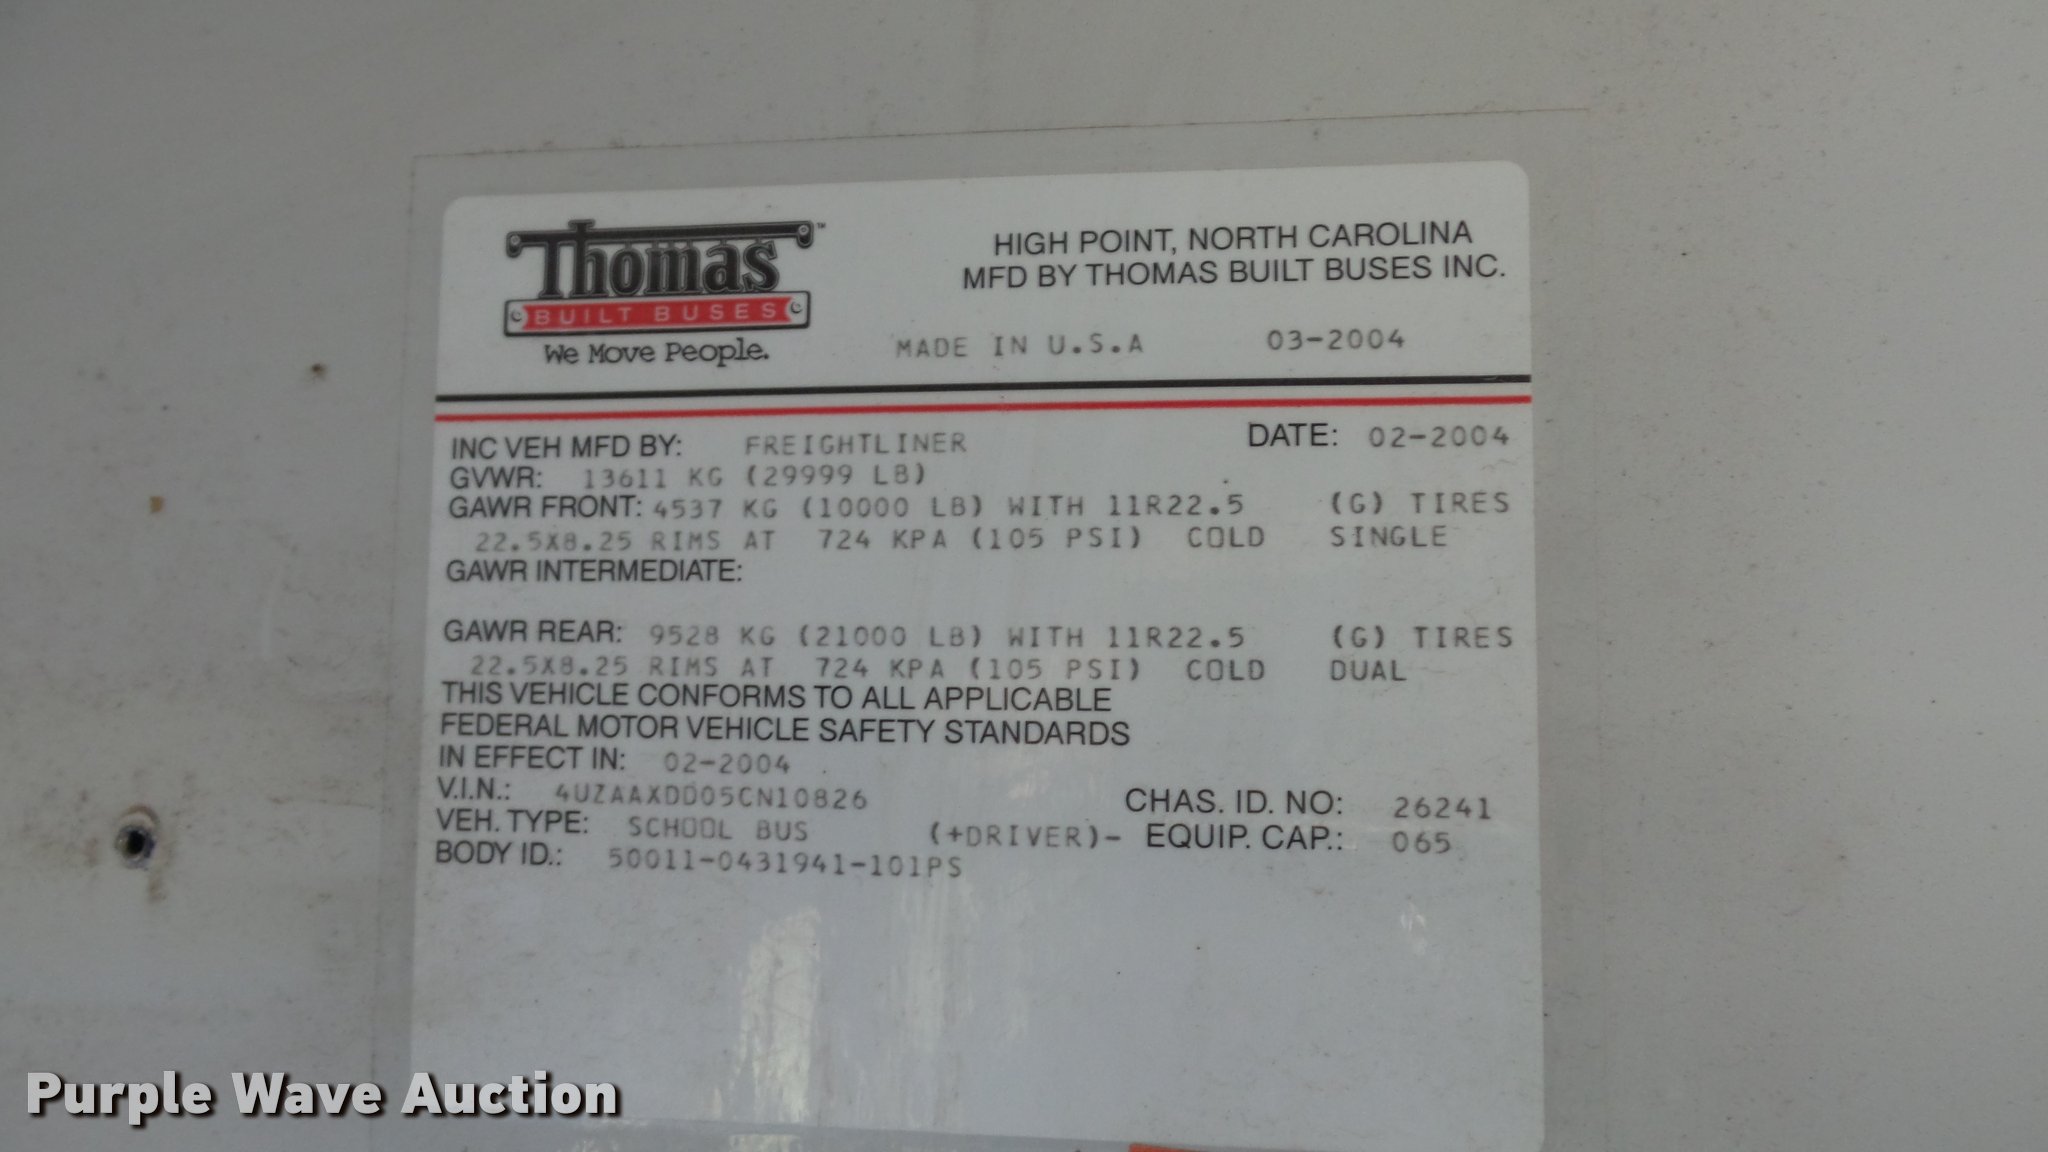 Thomas™
BUILT BUSES
We Move People.
HIGH POINT, NORTH CAROLINA
MFD BY THOMAS BUILT BUSES INC.
MADE IN U.S.A 03-2004
INC VEH MFD BY: FREIGHTLINER DATE: 02-2004
GVWR: 13611 KG (29999 LB)
GAWR FRONT: 4537 KG (10000 LB) WITH 11R22.5 (G) TIRES
22.5X8.25 RIMS AT 724 KPA (105 PSI) COLD SINGLE
GAWR INTERMEDIATE:
GAWR REAR: 9528 KG (21000 LB) WITH 11R22.5 (G) TIRES
22.5X8.25 RIMS AT 724 KPA (105 PSI) COLD DUAL
THIS VEHICLE CONFORMS TO ALL APPLICABLE
FEDERAL MOTOR VEHICLE SAFETY STANDARDS
IN EFFECT IN: 02-2004
V.I.N.: 4UZAAXDD05CN10826 CHAS. ID. NO: 26241
VEH. TYPE: SCHOOL BUS (+DRIVER)- EQUIP. CAP.: 065
BODY ID.: 50011-0431941-101PS
Purple Wave Auction